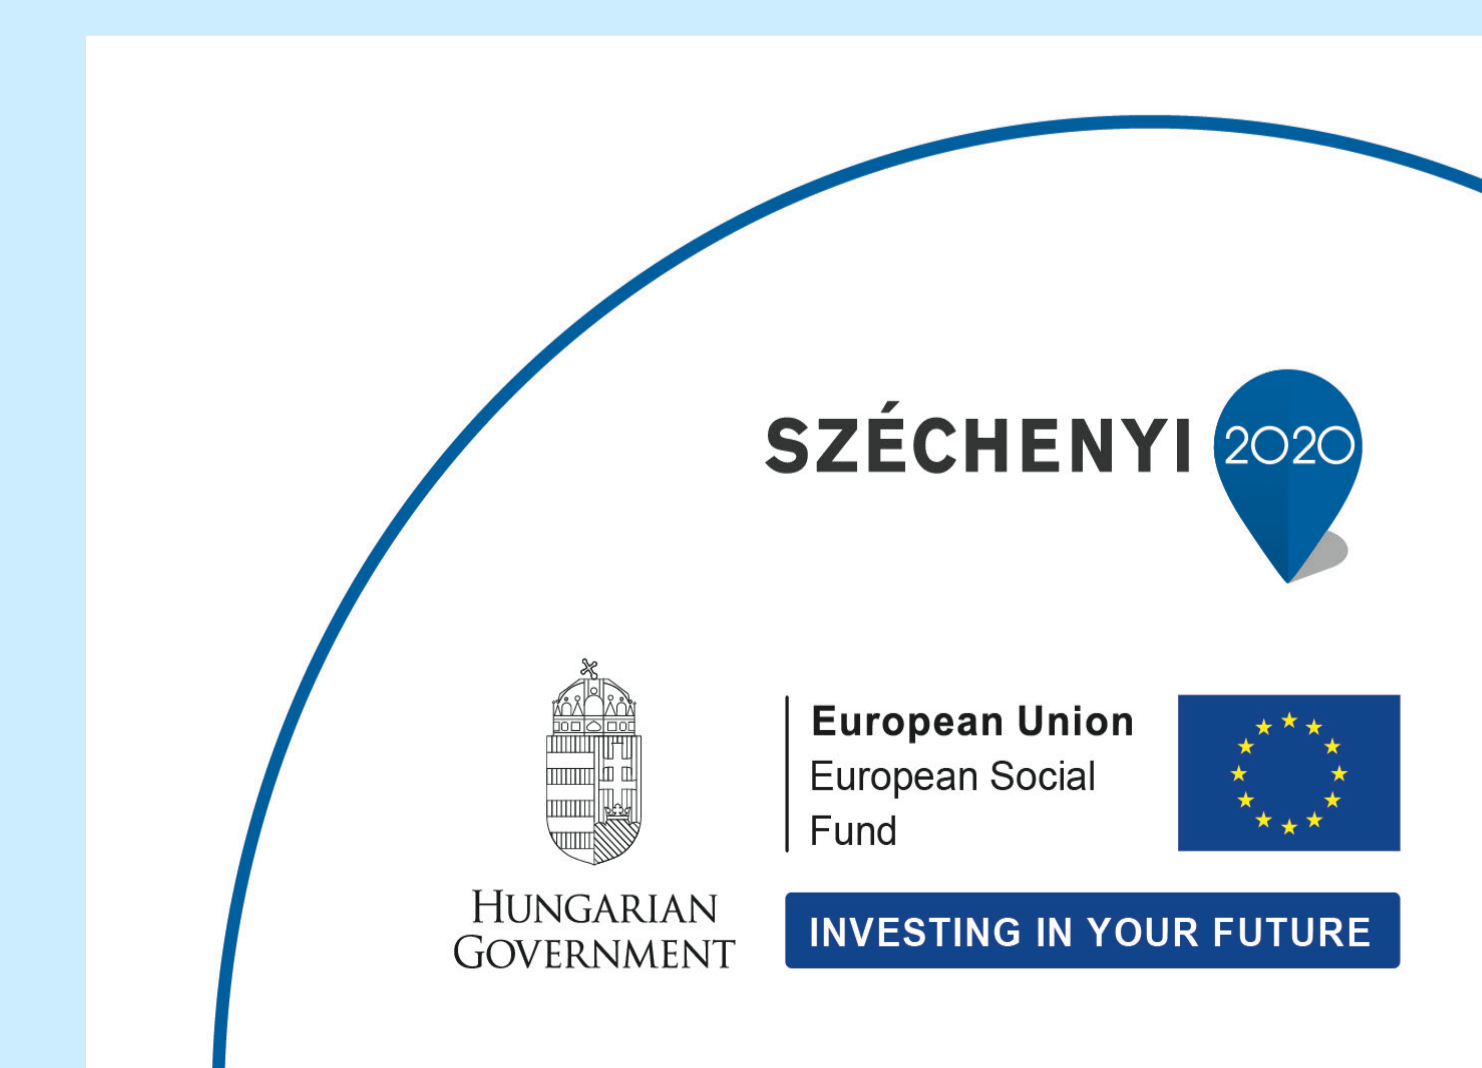 SZÉCHENYI 2020
European Union
European Social
Fund
HUNGARIAN
GOVERNMENT
INVESTING IN YOUR FUTURE